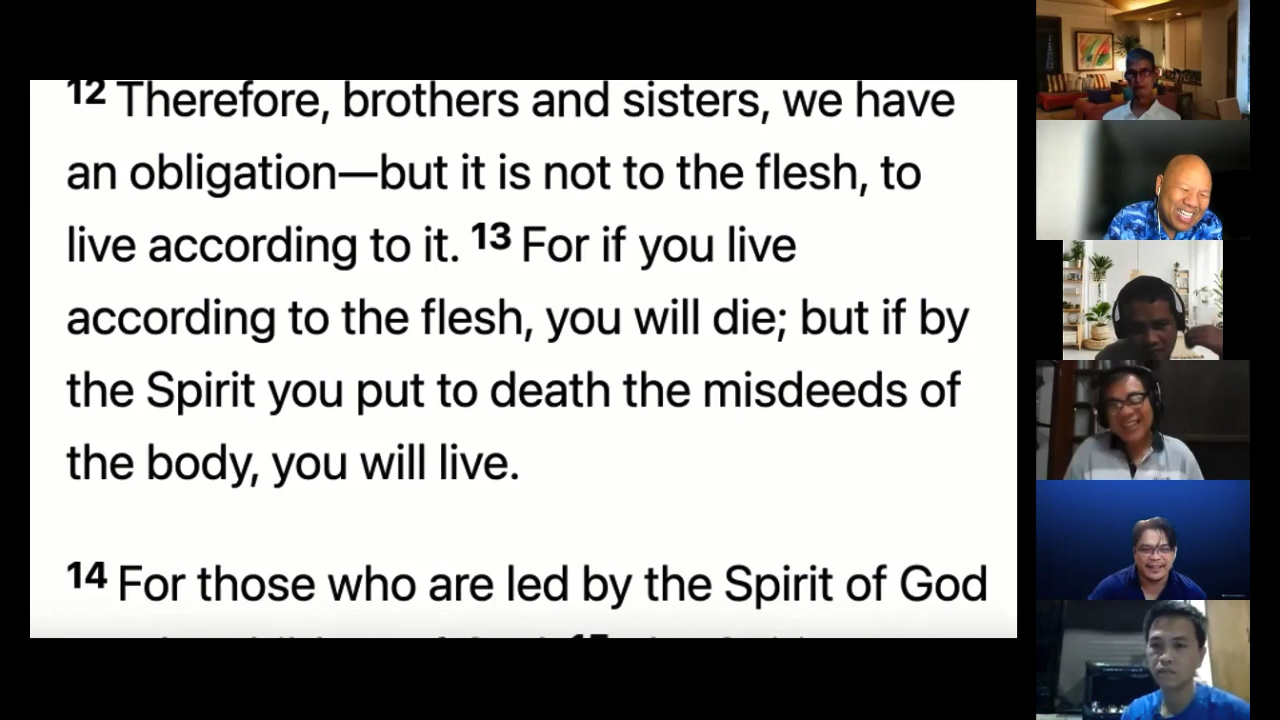 12 Therefore, brothers and sisters, we have
an obligation—but it is not to the flesh, to
live according to it. 13 For if you live
according to the flesh, you will die; but if by
the Spirit you put to death the misdeeds of
the body, you will live.
14 For those who are led by the Spirit of God